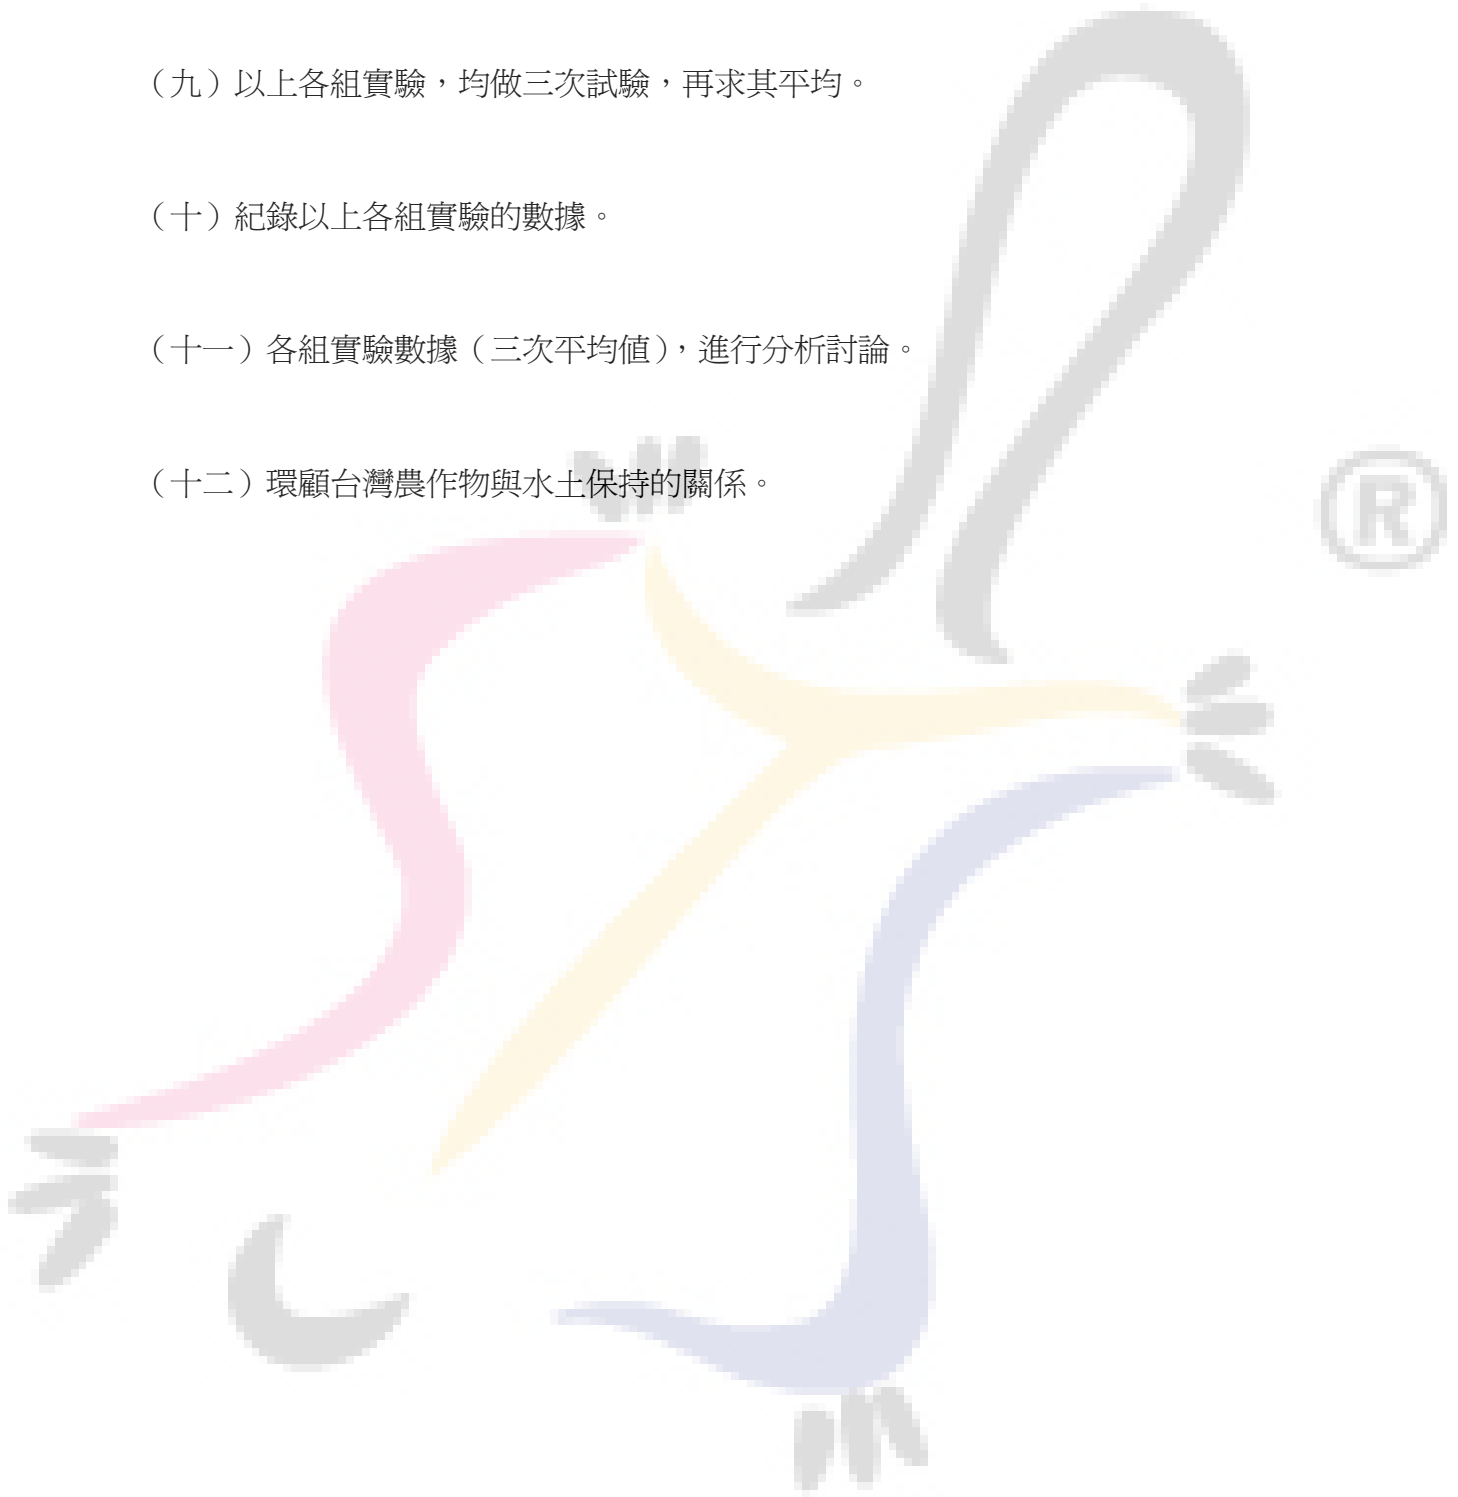 （九）以上各組實驗，均做三次試驗，再求其平均。
（十）紀錄以上各組實驗的數據。
（十一）各組實驗數據（三次平均值），進行分析討論。
（十二）環顧台灣農作物與水土保持的關係。
®